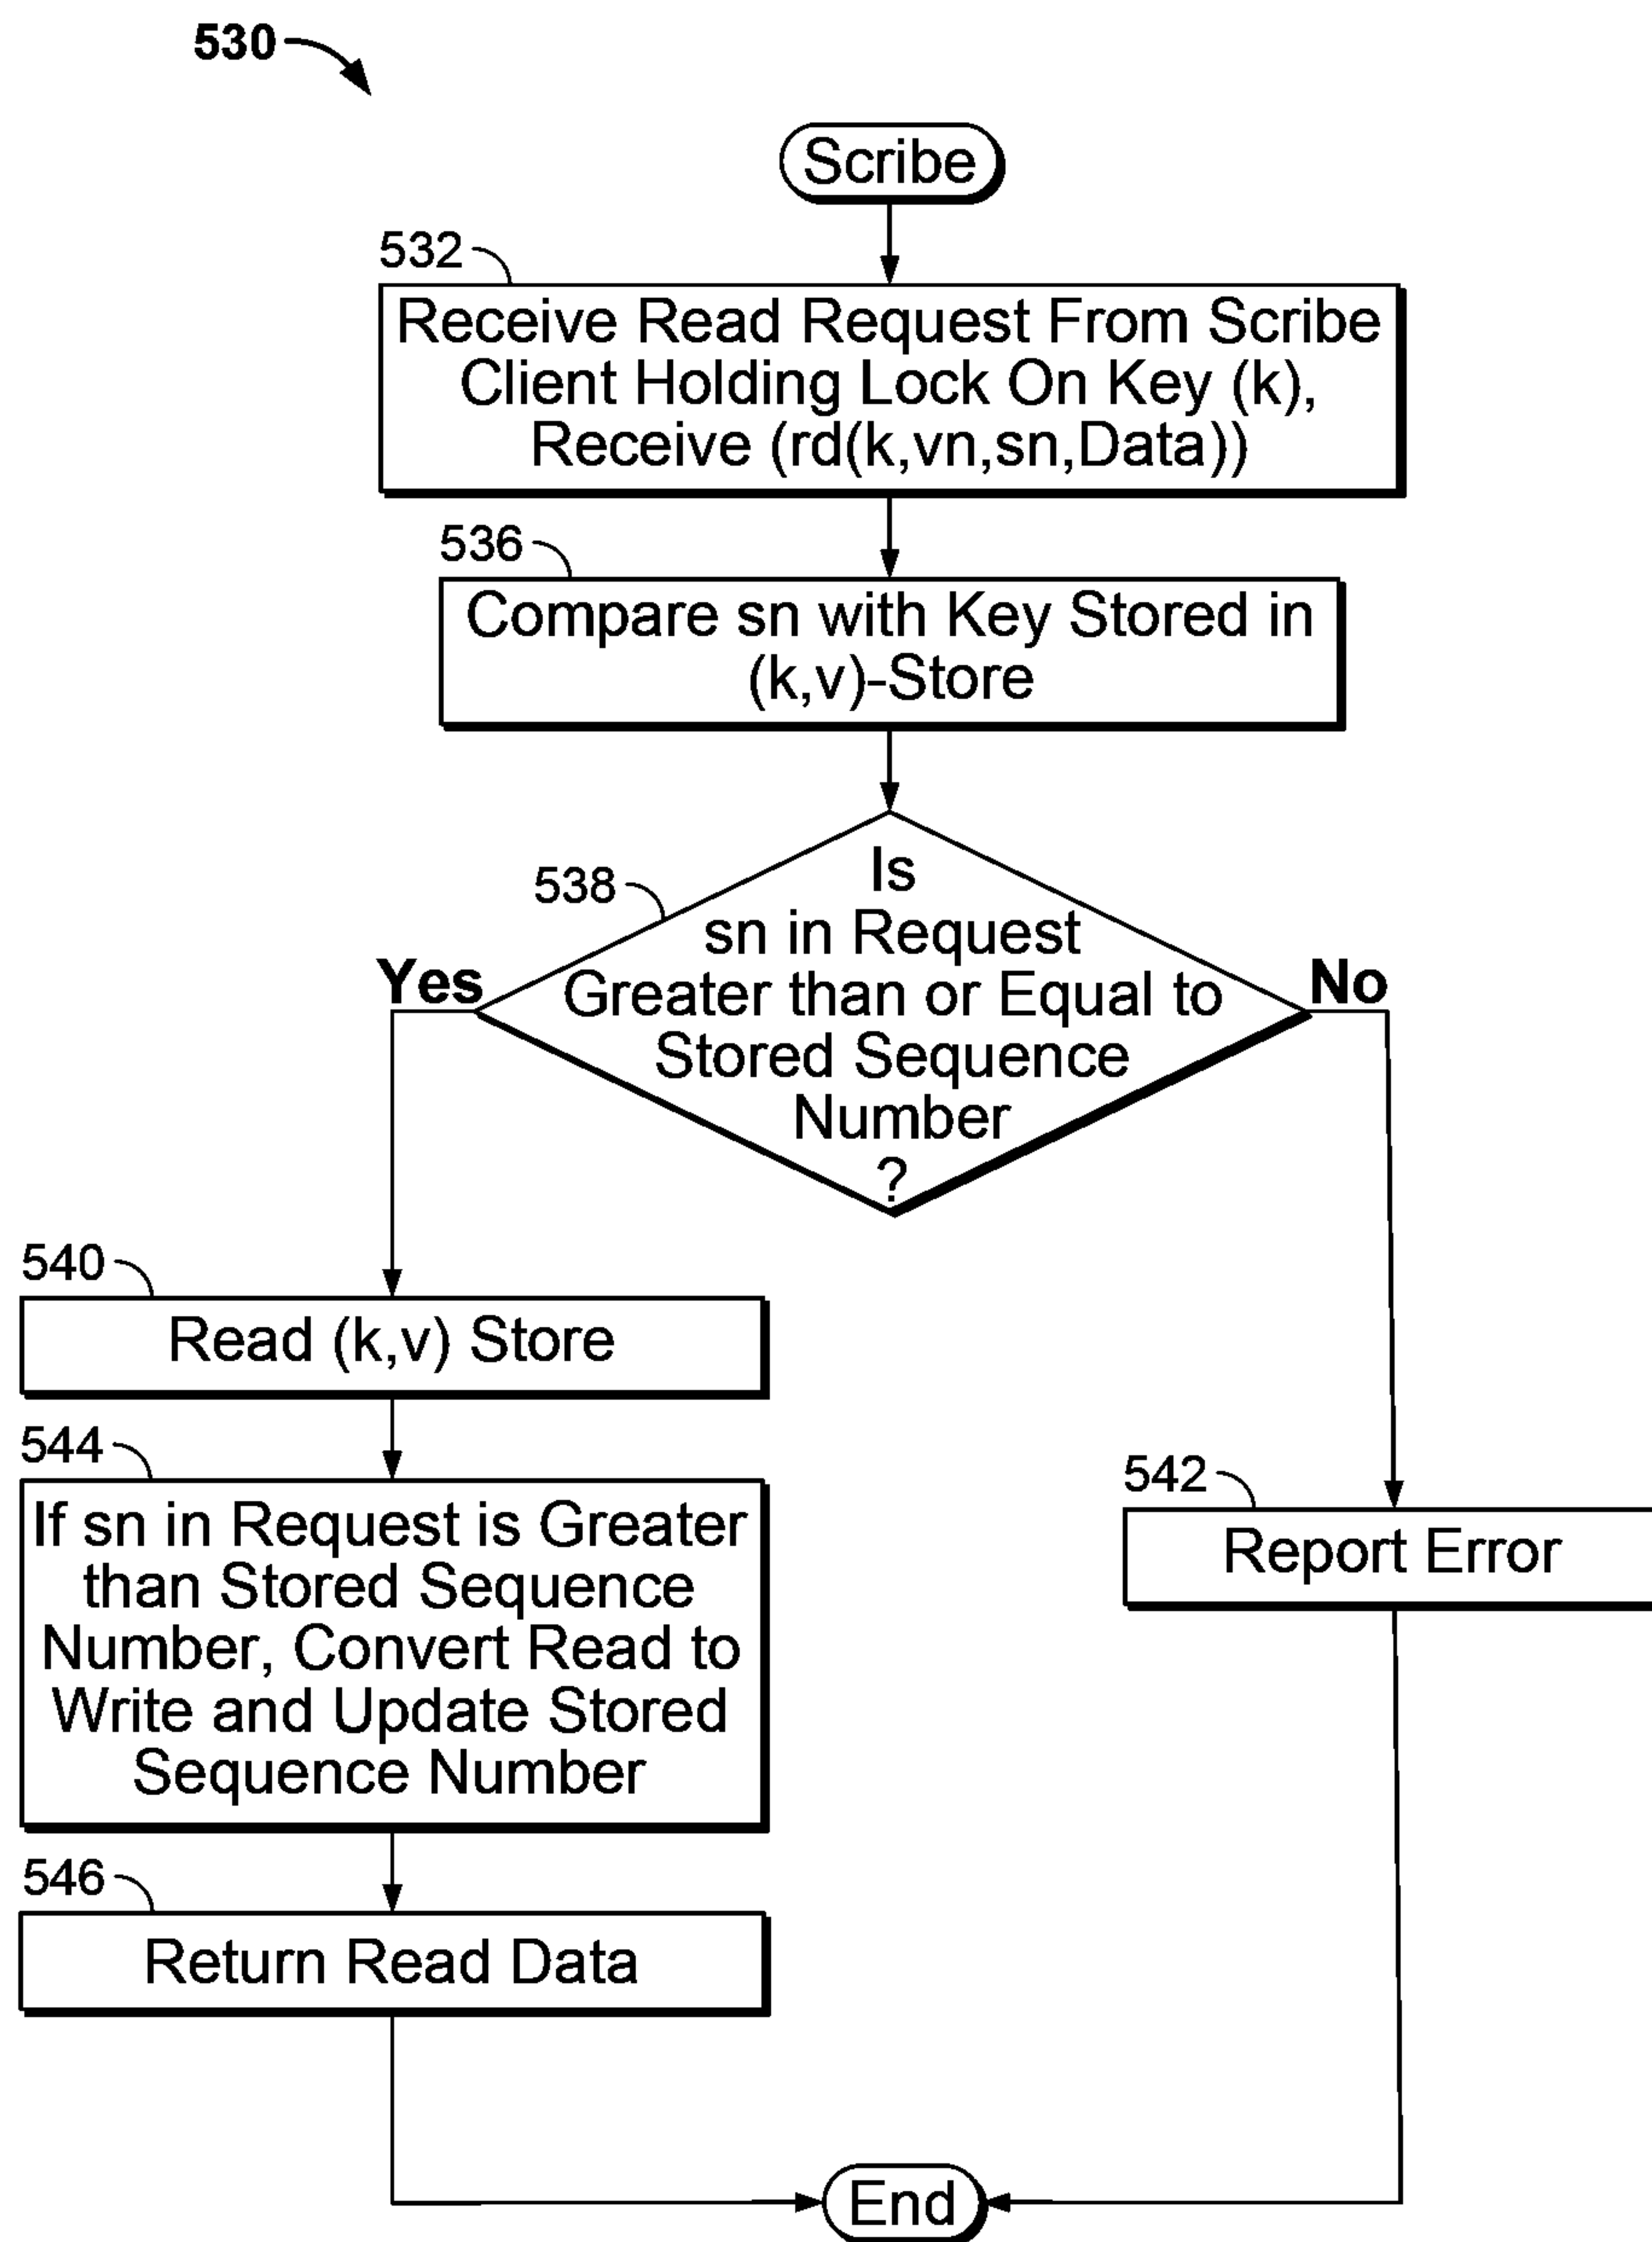 530
Scribe
532
Receive Read Request From Scribe
Client Holding Lock On Key (k),
Receive (rd(k,vn,sn,Data))
536
Compare sn with Key Stored in
(k,v)-Store
538
Is
sn in Request
Greater than or Equal to
Stored Sequence
Number
?
Yes
No
540
Read (k,v) Store
544
If sn in Request is Greater
than Stored Sequence
Number, Convert Read to
Write and Update Stored
Sequence Number
542
Report Error
546
Return Read Data
End